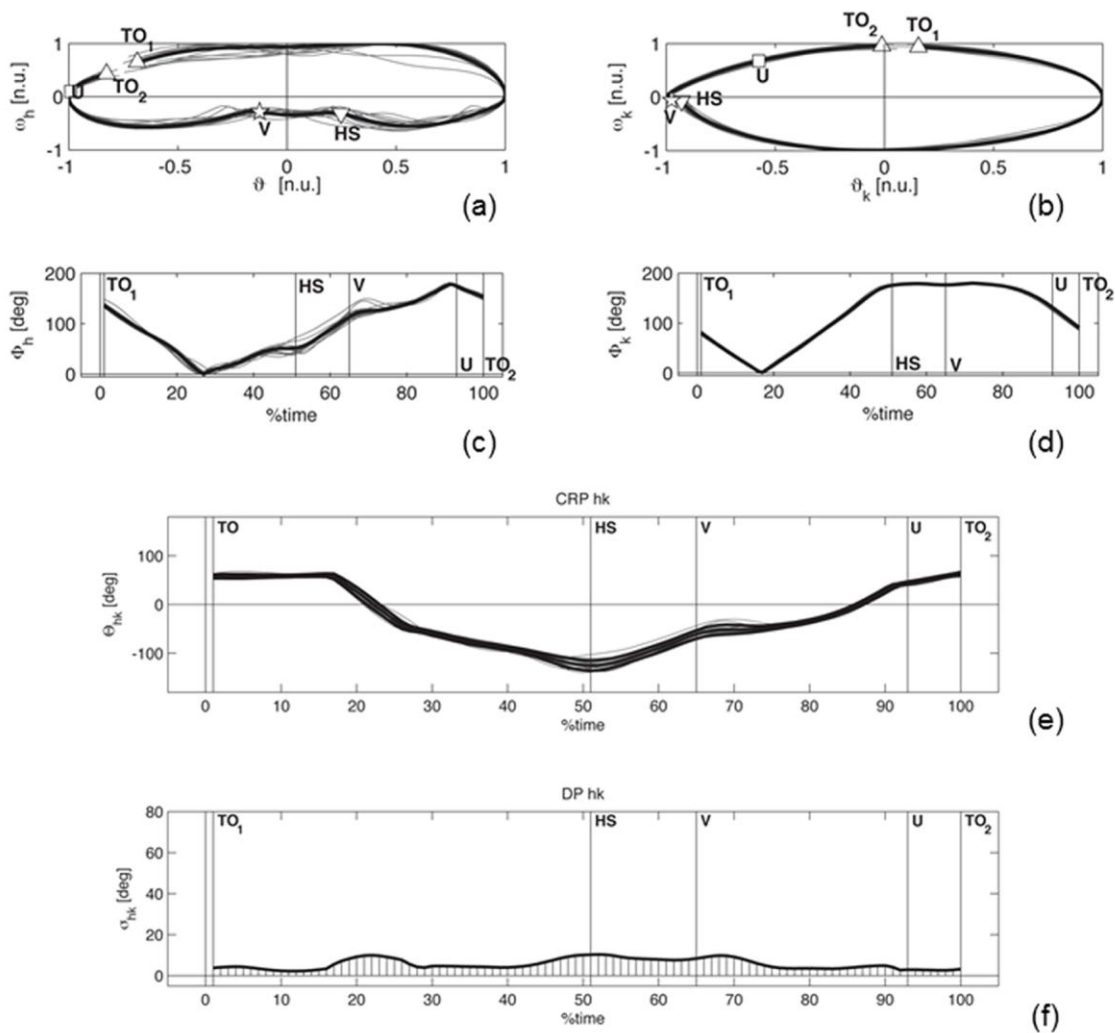 TO1
TO2
U
V
HS
ωh [n.u.]
1
0
-1
-1
-0.5
0
0.5
1
ϑ [n.u.]
(a)
TO2
TO1
U
HS
V
ωk [n.u.]
1
0
-1
-1
-0.5
0
0.5
1
ϑk [n.u.]
(b)
TO1
HS
V
U
TO2
Φh [deg]
200
100
0
0 20 40 60 80 100
%time
(c)
TO1
HS
V
U
TO2
Φk [deg]
200
100
0
0 20 40 60 80 100
%time
(d)
CRP hk
TO HS V U TO2
Θhk [deg]
100
0
-100
0 10 20 30 40 50 60 70 80 90 100
%time
(e)
DP hk
TO1 HS V U TO2
σhk [deg]
80
60
40
20
0
0 10 20 30 40 50 60 70 80 90 100
%time
(f)